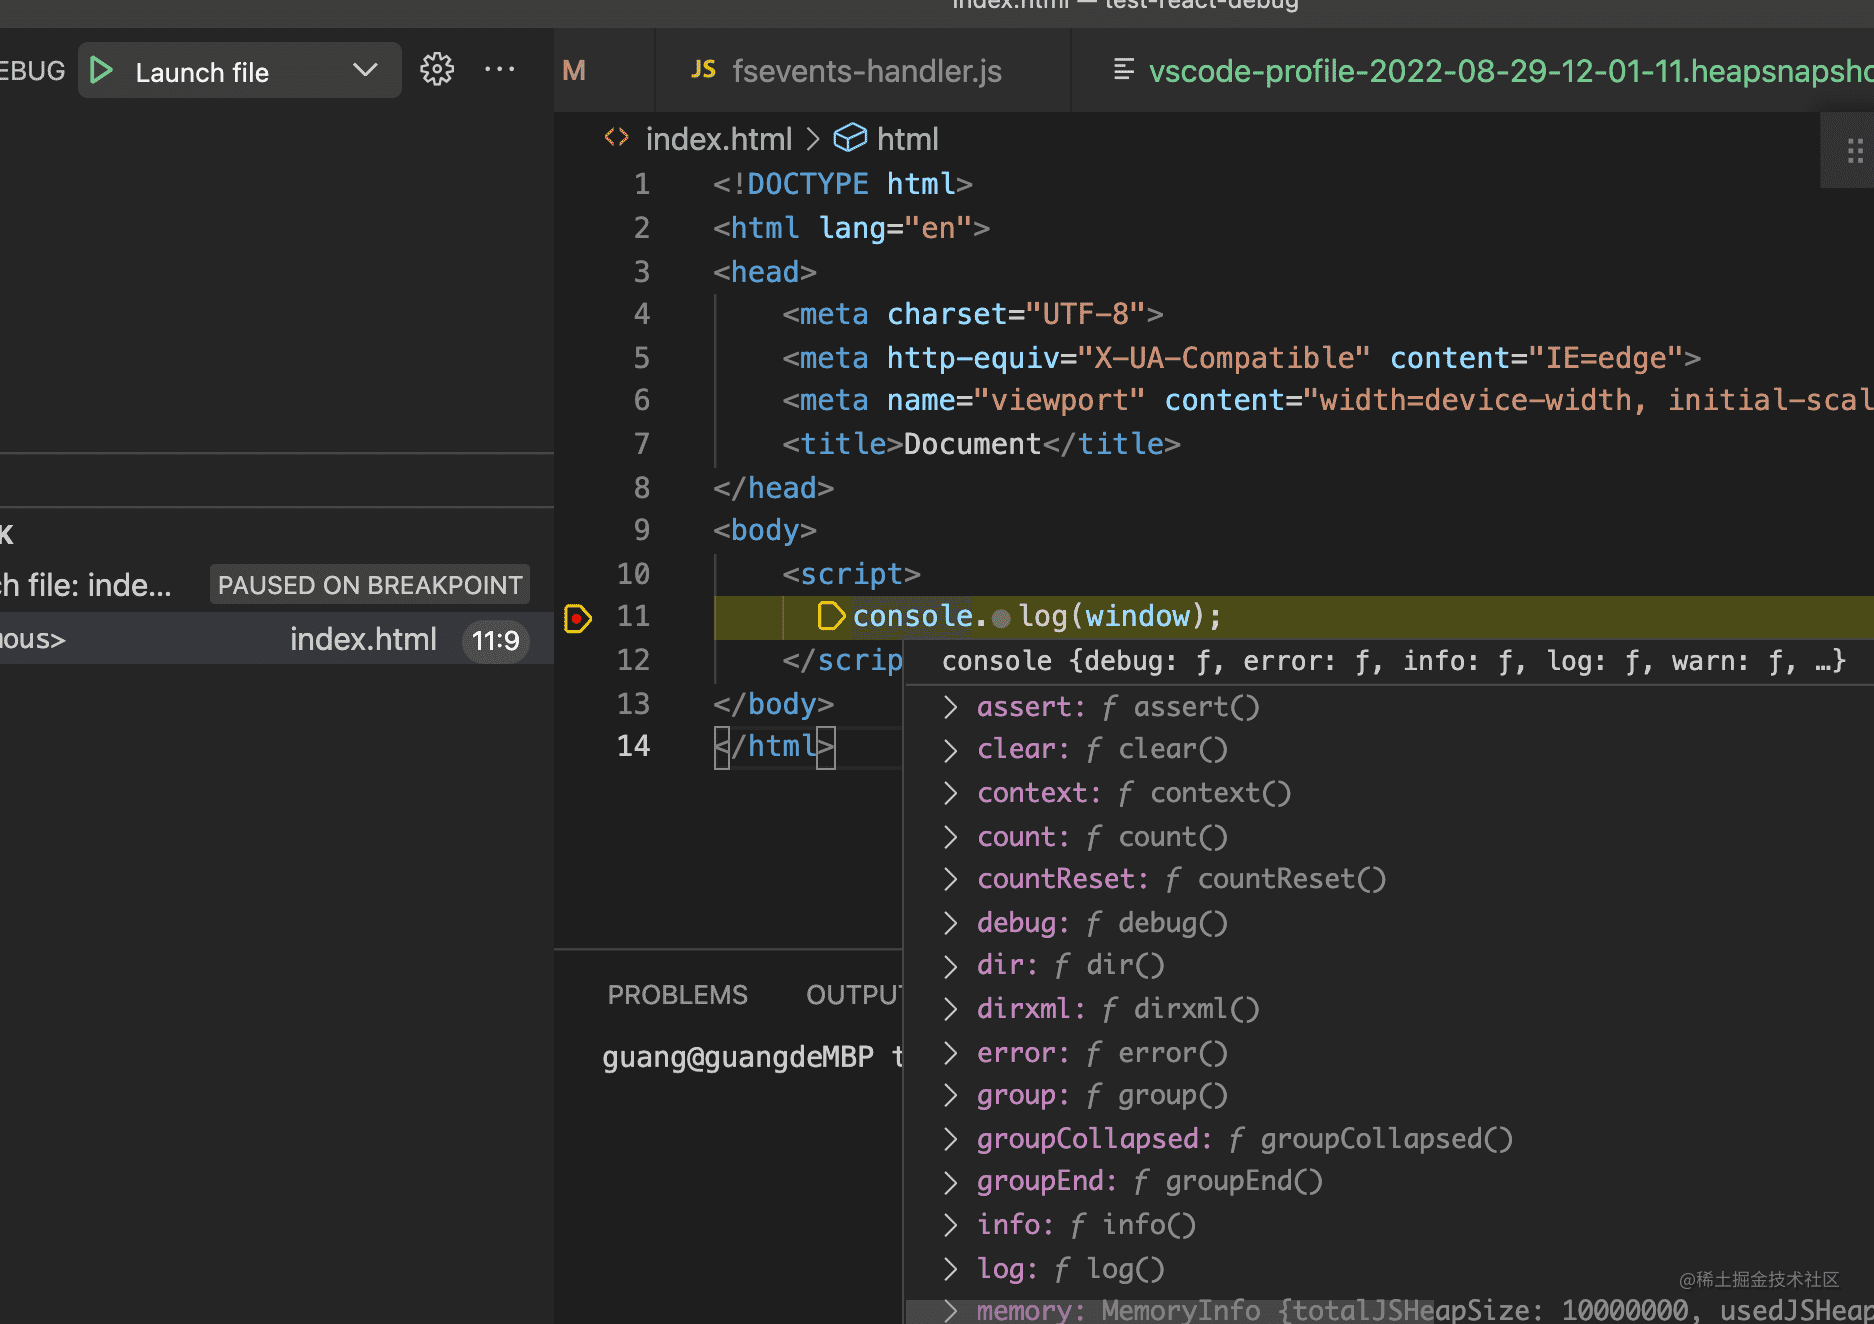 index.html — test-react-debug
EBUG
Launch file
M
JS fsevents-handler.js
vscode-profile-2022-08-29-12-01-11.heapsnapsho
index.html > html
1 <!DOCTYPE html>
2 <html lang="en">
3 <head>
4 <meta charset="UTF-8">
5 <meta http-equiv="X-UA-Compatible" content="IE=edge">
6 <meta name="viewport" content="width=device-width, initial-scal
7 <title>Document</title>
8 </head>
9 <body>
10 <script>
11 console.log(window);
12 </scrip
13 </body>
14 </html>
K
ch file: inde...
PAUSED ON BREAKPOINT
ous>
index.html
11:9
console {debug: ƒ, error: ƒ, info: ƒ, log: ƒ, warn: ƒ, …}
> assert: ƒ assert()
> clear: ƒ clear()
> context: ƒ context()
> count: ƒ count()
> countReset: ƒ countReset()
> debug: ƒ debug()
> dir: ƒ dir()
> dirxml: ƒ dirxml()
> error: ƒ error()
> group: ƒ group()
> groupCollapsed: ƒ groupCollapsed()
> groupEnd: ƒ groupEnd()
> info: ƒ info()
> log: ƒ log()
> memory: MemoryInfo {totalJSHeapSize: 10000000, usedJSHeap
PROBLEMS
OUTPUT
guang@guangdeMBP t
@稀土掘金技术社区